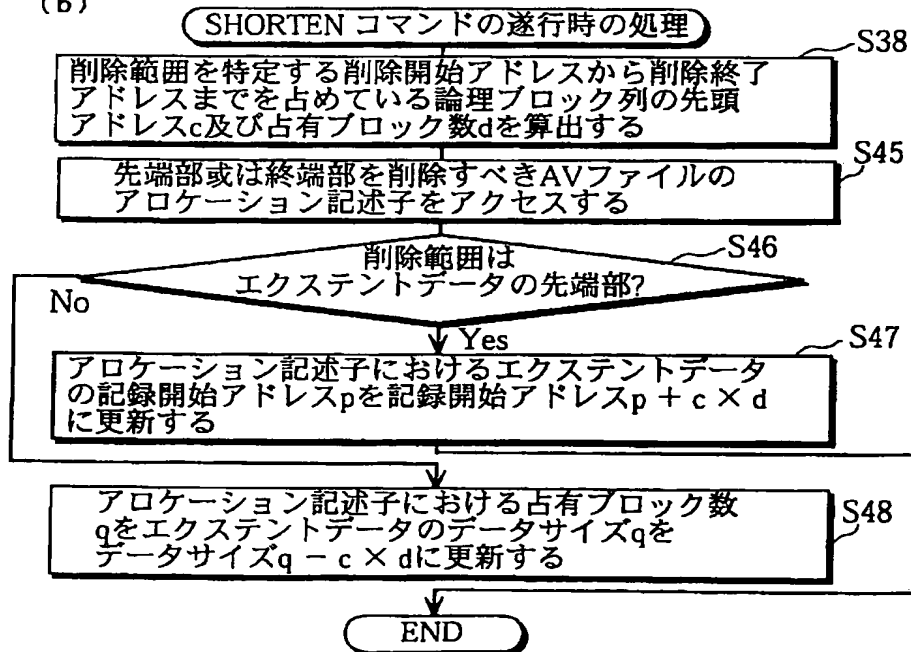 (b)
SHORTEN コマンドの遂行時の処理
S38
削除範囲を特定する削除開始アドレスから削除終了
アドレスまでを占めている論理ブロック列の先頭
アドレスc及び占有ブロック数dを算出する
S45
先端部或は終端部を削除すべきAVファイルの
アロケーション記述子をアクセスする
S46
削除範囲は
エクステントデータの先端部?
No
Yes
S47
アロケーション記述子におけるエクステントデータ
の記録開始アドレスpを記録開始アドレスp + c × d
に更新する
S48
アロケーション記述子における占有ブロック数
qをエクステントデータのデータサイズqを
データサイズq − c × dに更新する
END